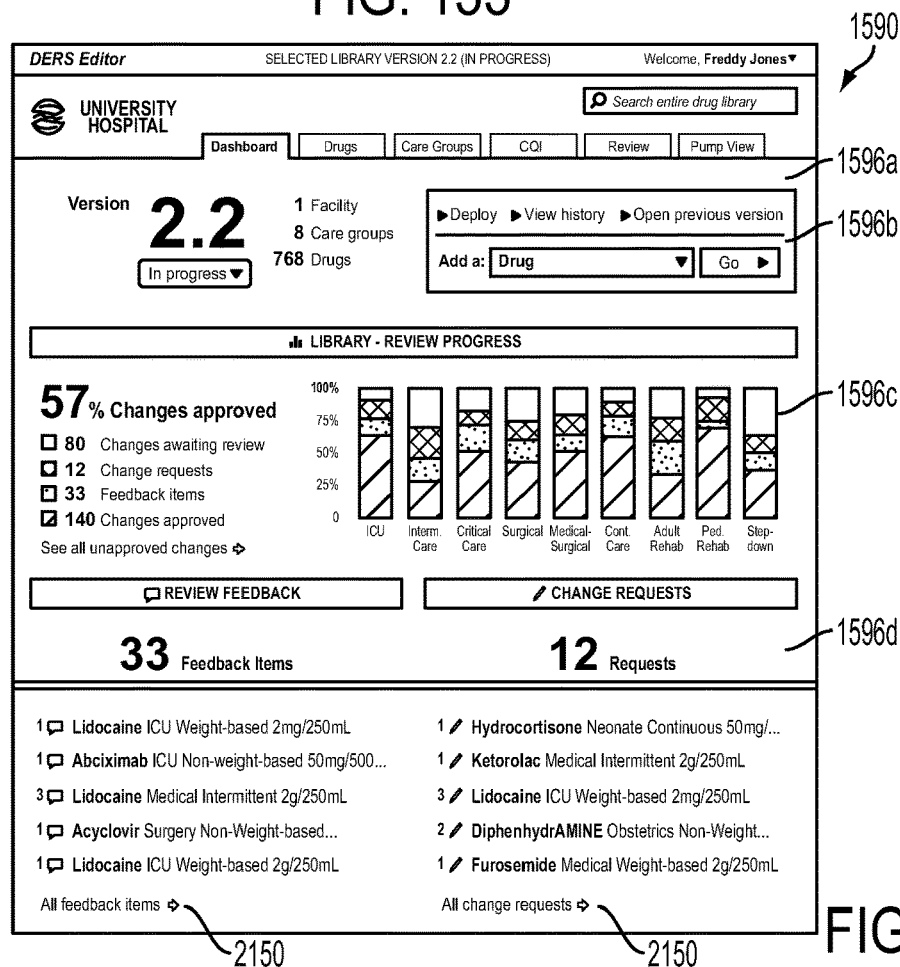 FIG. 155
1590
DERS Editor SELECTED LIBRARY VERSION 2.2 (IN PROGRESS) Welcome, Freddy Jones▼
UNIVERSITY
HOSPITAL
Search entire drug library
Dashboard Drugs Care Groups CQI Review Pump View
1596a
Version 2.2
In progress ▼
1 Facility
8 Care groups
768 Drugs
▶Deploy ▶View history ▶Open previous version
1596b
Add a: Drug ▼ Go ▶
LIBRARY - REVIEW PROGRESS
57% Changes approved
80 Changes awaiting review
12 Change requests
33 Feedback items
140 Changes approved
See all unapproved changes
100%
75%
50%
25%
0
ICU Interm. Care Critical Care Surgical Medical-Surgical Cont. Care Adult Rehab Ped. Rehab Step-down
1596c
REVIEW FEEDBACK CHANGE REQUESTS
33 Feedback Items 12 Requests
1596d
1 Lidocaine ICU Weight-based 2mg/250mL
1 Abciximab ICU Non-weight-based 50mg/500...
3 Lidocaine Medical Intermittent 2g/250mL
1 Acyclovir Surgery Non-Weight-based...
1 Lidocaine ICU Weight-based 2g/250mL
All feedback items
2150
1 Hydrocortisone Neonate Continuous 50mg/...
1 Ketorolac Medical Intermittent 2g/250mL
3 Lidocaine ICU Weight-based 2mg/250mL
2 DiphenhydrAMINE Obstetrics Non-Weight...
1 Furosemide Medical Weight-based 2g/250mL
All change requests
2150
FIG